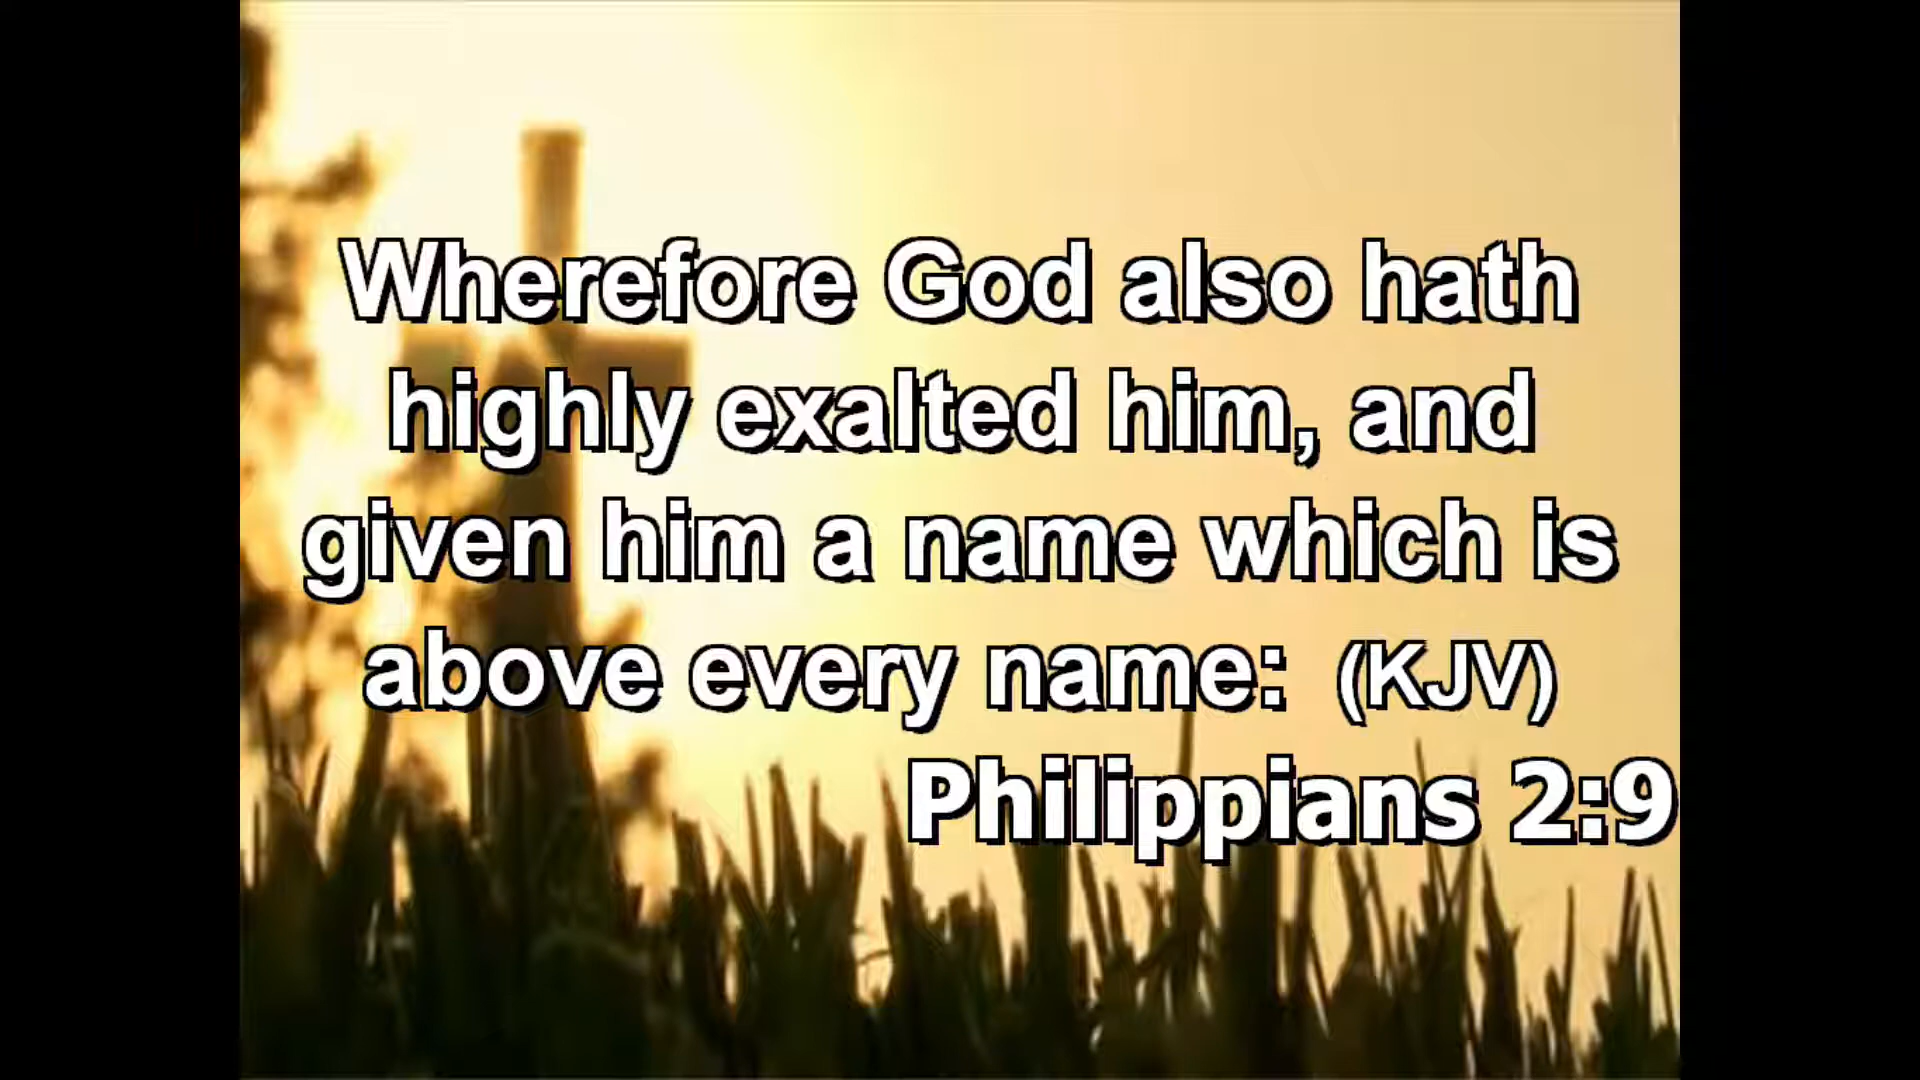 Wherefore God also hath
highly exalted him, and
given him a name which is
above every name: (KJV)
Philippians 2:9